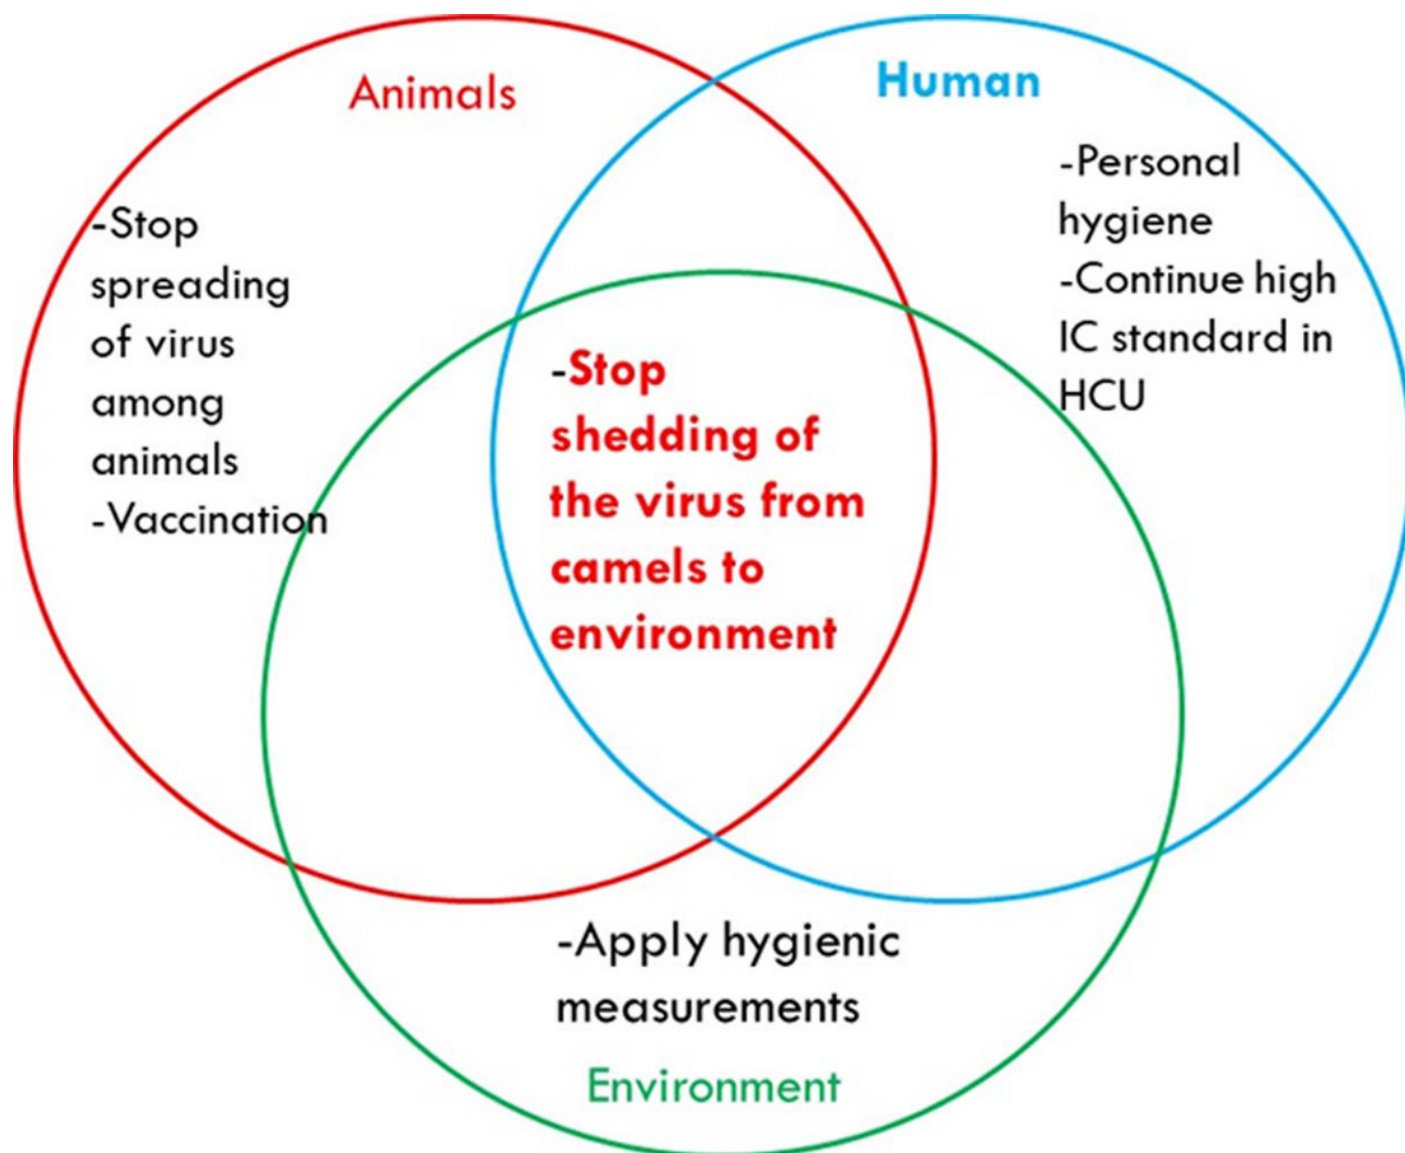 Animals
Human
-Stop
spreading
of virus
among
animals
-Vaccination
-Personal
hygiene
-Continue high
IC standard in
HCU
-Stop
shedding of
the virus from
camels to
environment
-Apply hygienic
measurements
Environment